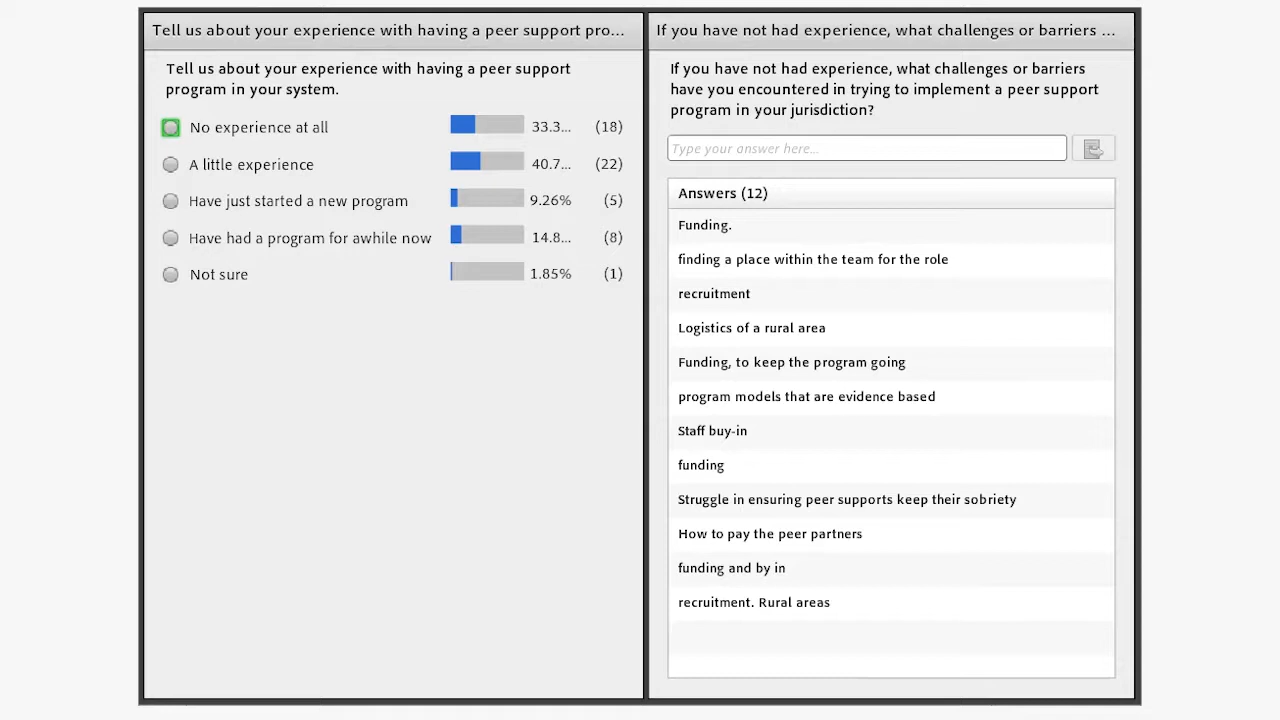 Tell us about your experience with having a peer support pro...
Tell us about your experience with having a peer support
program in your system.
No experience at all 33.3... (18)
A little experience 40.7... (22)
Have just started a new program 9.26% (5)
Have had a program for awhile now 14.8... (8)
Not sure 1.85% (1)
If you have not had experience, what challenges or barriers ...
If you have not had experience, what challenges or barriers
have you encountered in trying to implement a peer support
program in your jurisdiction?
Type your answer here...
Answers (12)
Funding.
finding a place within the team for the role
recruitment
Logistics of a rural area
Funding, to keep the program going
program models that are evidence based
Staff buy-in
funding
Struggle in ensuring peer supports keep their sobriety
How to pay the peer partners
funding and by in
recruitment. Rural areas